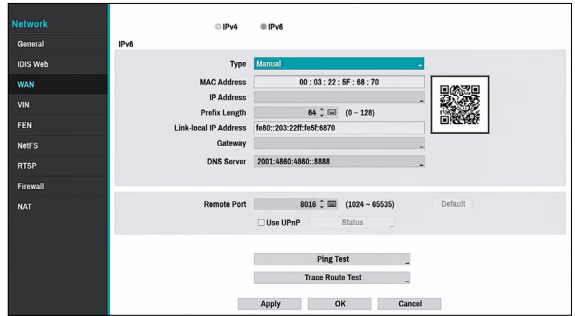 Network
General
IDIS Web
WAN
VIN
FEN
NetFS
RTSP
Firewall
NAT
IPv4 IPv6
IPv6
Type Manual
MAC Address 00 : 03 : 22 : 5F : 68 : 70
IP Address
Prefix Length 64 (0 ~ 128)
Link-local IP Address fe80::203:22ff:fe5f:6870
Gateway
DNS Server 2001:4860:4860::8888
Remote Port 8016 (1024 ~ 65535) Default
Use UPnP Status
Ping Test
Trace Route Test
Apply OK Cancel